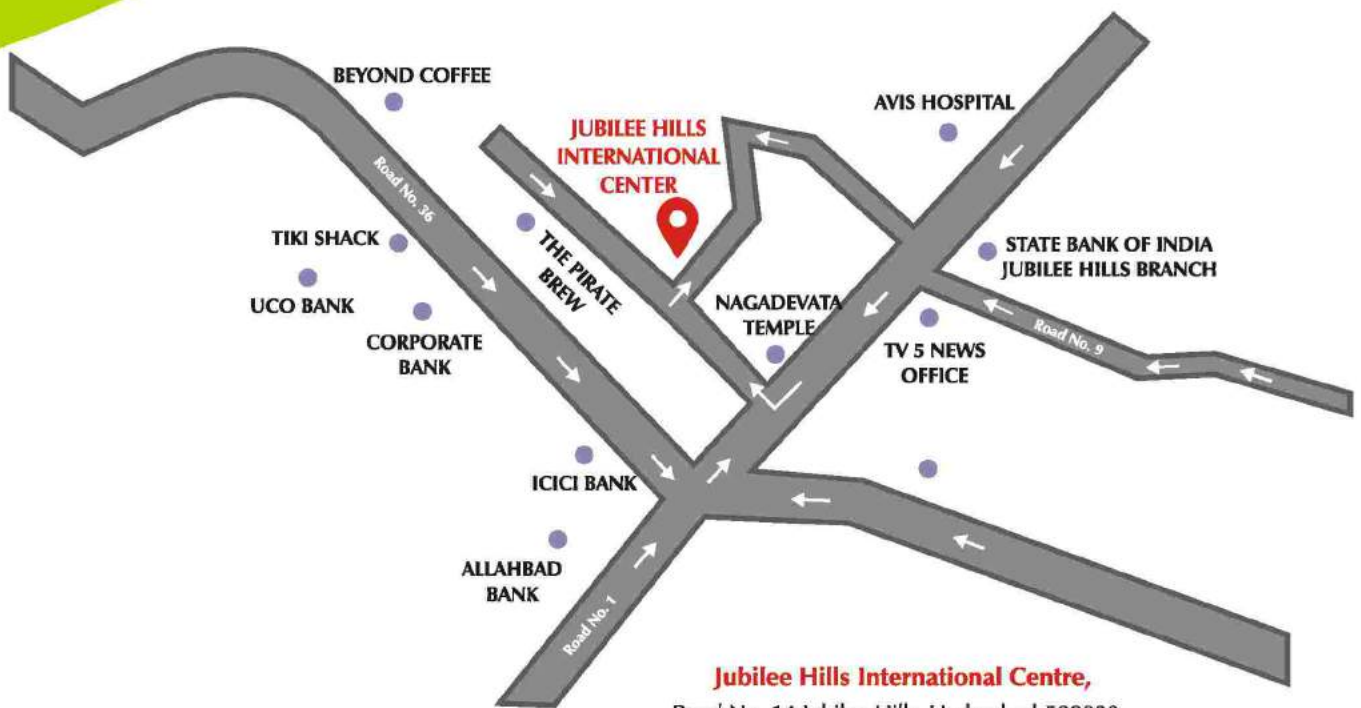 BEYOND COFFEE
AVIS HOSPITAL
JUBILEE HILLS
INTERNATIONAL
CENTER
Road No. 36
TIKI SHACK
UCO BANK
CORPORATE
BANK
THE PIRATE
BREW
NAGADEVATA
TEMPLE
STATE BANK OF INDIA
JUBILEE HILLS BRANCH
TV 5 NEWS
OFFICE
Road No. 9
ICICI BANK
ALLAHBAD
BANK
Road No. 1
Jubilee Hills International Centre,